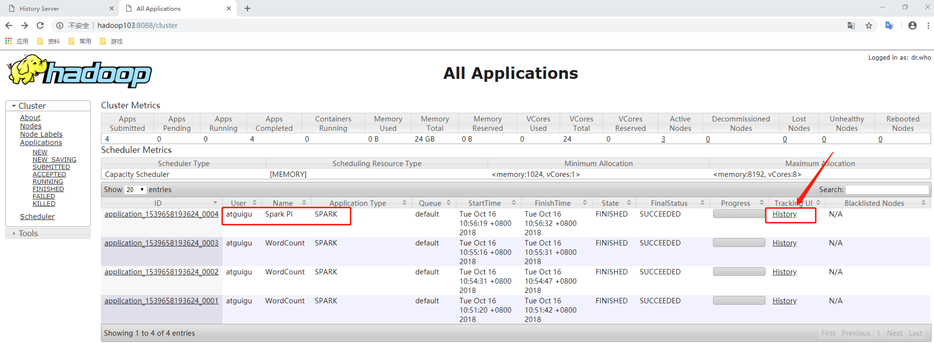 History Server
All Applications
不安全 | hadoop103:8088/cluster
应用 资料 常用 游戏
Logged in as: dr.who
hadoop
All Applications
Cluster
About
Nodes
Node Labels
Applications
NEW
NEW_SAVING
SUBMITTED
ACCEPTED
RUNNING
FINISHED
FAILED
KILLED
Scheduler
Tools
Cluster Metrics
Apps Submitted Apps Pending Apps Running Apps Completed Containers Running Memory Used Memory Total Memory Reserved VCores Used VCores Total VCores Reserved Active Nodes Decommissioned Nodes Lost Nodes Unhealthy Nodes Rebooted Nodes
4 0 0 4 0 0 B 24 GB 0 B 0 24 0 3 0 0 0 0
Scheduler Metrics
Scheduler Type Scheduling Resource Type Minimum Allocation Maximum Allocation
Capacity Scheduler [MEMORY] <memory:1024, vCores:1> <memory:8192, vCores:8>
Show 20 entries Search:
ID User Name Application Type Queue StartTime FinishTime State FinalStatus Progress Tracking UI Blacklisted Nodes
application_1539658193624_0004 atguigu Spark Pi SPARK default Tue Oct 16 10:56:19 +0800 2018 Tue Oct 16 10:56:32 +0800 2018 FINISHED SUCCEEDED History N/A
application_1539658193624_0003 atguigu WordCount SPARK default Tue Oct 16 10:55:16 +0800 2018 Tue Oct 16 10:55:31 +0800 2018 FINISHED SUCCEEDED History N/A
application_1539658193624_0002 atguigu WordCount SPARK default Tue Oct 16 10:54:31 +0800 2018 Tue Oct 16 10:54:47 +0800 2018 FINISHED SUCCEEDED History N/A
application_1539658193624_0001 atguigu WordCount SPARK default Tue Oct 16 10:51:20 +0800 2018 Tue Oct 16 10:51:42 +0800 2018 FINISHED SUCCEEDED History N/A
Showing 1 to 4 of 4 entries First Previous 1 Next Last